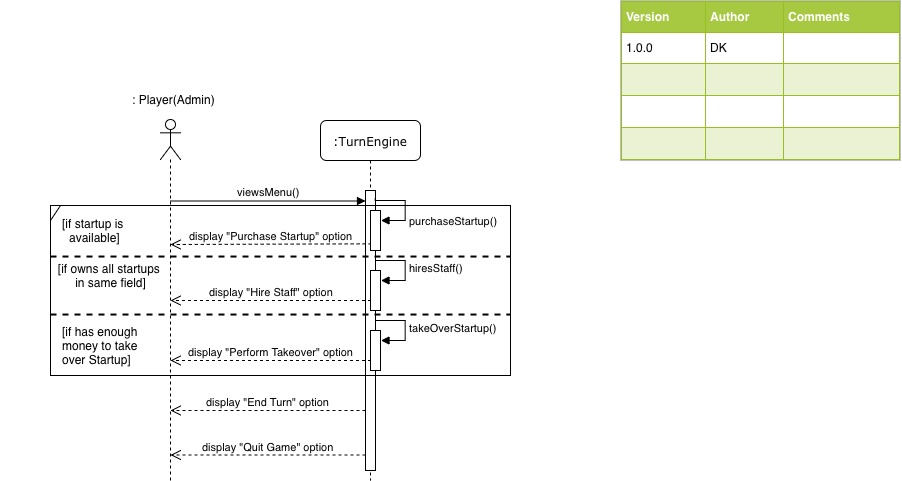 Version Author Comments
1.0.0 DK
: Player(Admin)
:TurnEngine
viewsMenu()
[if startup is
available]
purchaseStartup()
display "Purchase Startup" option
[if owns all startups
in same field]
hiresStaff()
display "Hire Staff" option
[if has enough
money to take
over Startup]
takeOverStartup()
display "Perform Takeover" option
display "End Turn" option
display "Quit Game" option